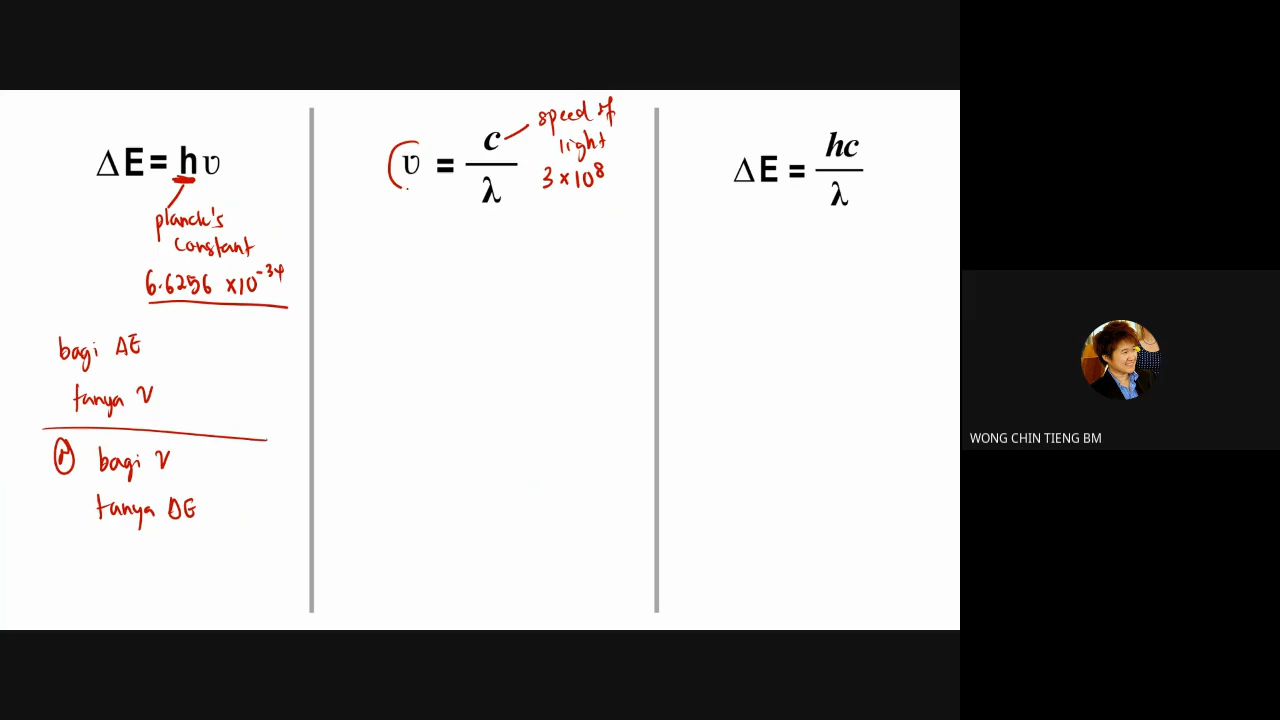 ΔE = hυ
planck's
constant
6.6256 x10⁻³⁴
bagi ΔE
tanya ν
bagi ν
tanya ΔE
υ = c / λ
speed of
light
3 x 10⁸
ΔE = hc / λ
WONG CHIN TIENG BM